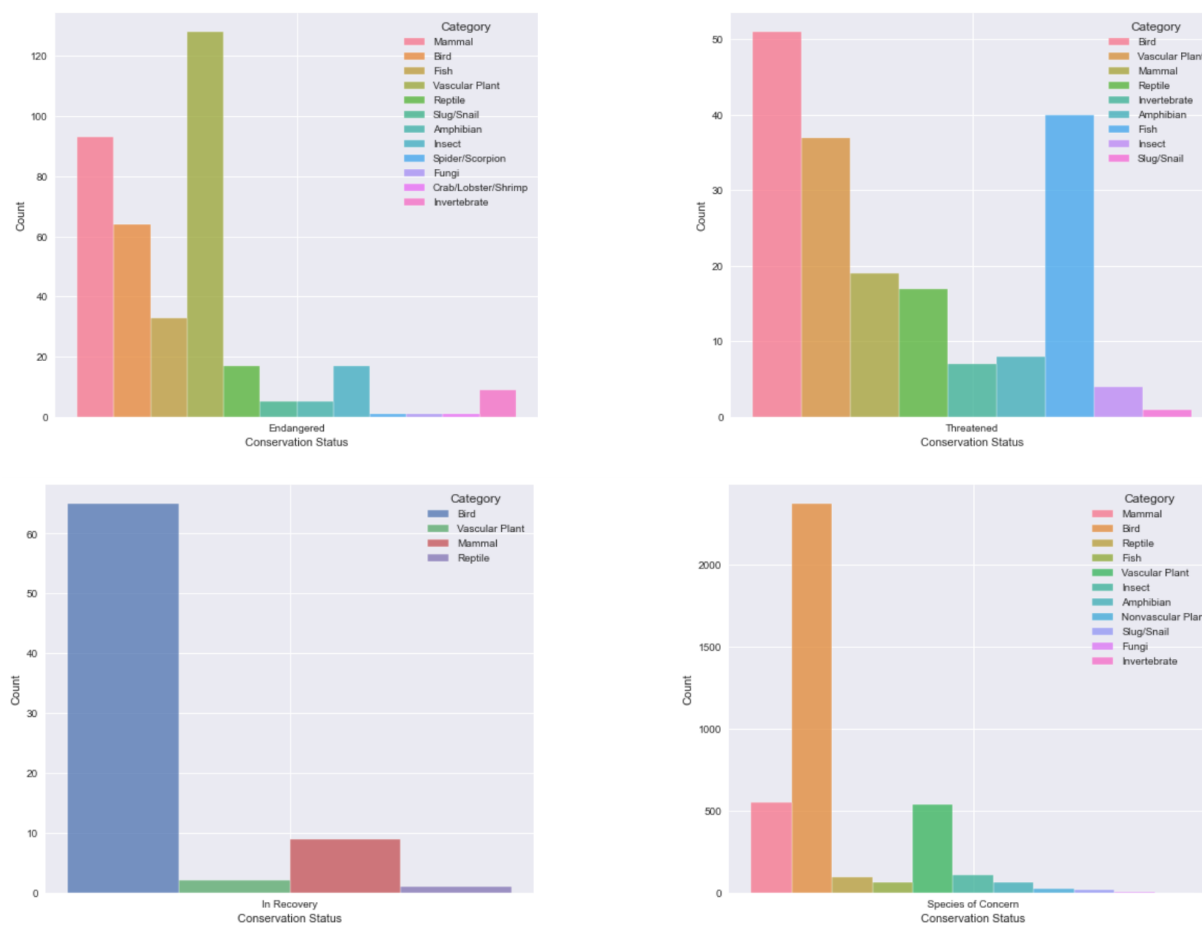 Category
Mammal
Bird
Fish
Vascular Plant
Reptile
Slug/Snail
Amphibian
Insect
Spider/Scorpion
Fungi
Crab/Lobster/Shrimp
Invertebrate
120
100
80
60
40
20
0
Count
Endangered
Conservation Status
Category
Bird
Vascular Plant
Mammal
Reptile
Invertebrate
Amphibian
Fish
Insect
Slug/Snail
50
40
30
20
10
0
Count
Threatened
Conservation Status
Category
Bird
Vascular Plant
Mammal
Reptile
60
50
40
30
20
10
0
Count
In Recovery
Conservation Status
Category
Mammal
Bird
Reptile
Fish
Vascular Plant
Insect
Amphibian
Nonvascular Plan
Slug/Snail
Fungi
Invertebrate
2000
1500
1000
500
0
Count
Species of Concern
Conservation Status